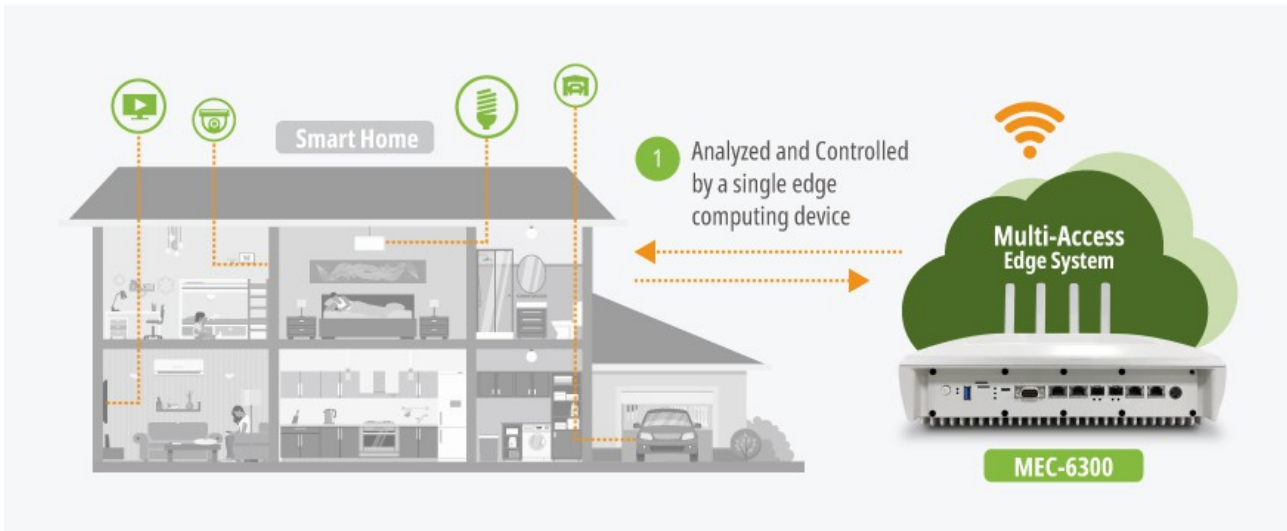 Smart Home
1
Analyzed and Controlled
by a single edge
computing device
Multi-Access
Edge System
MEC-6300